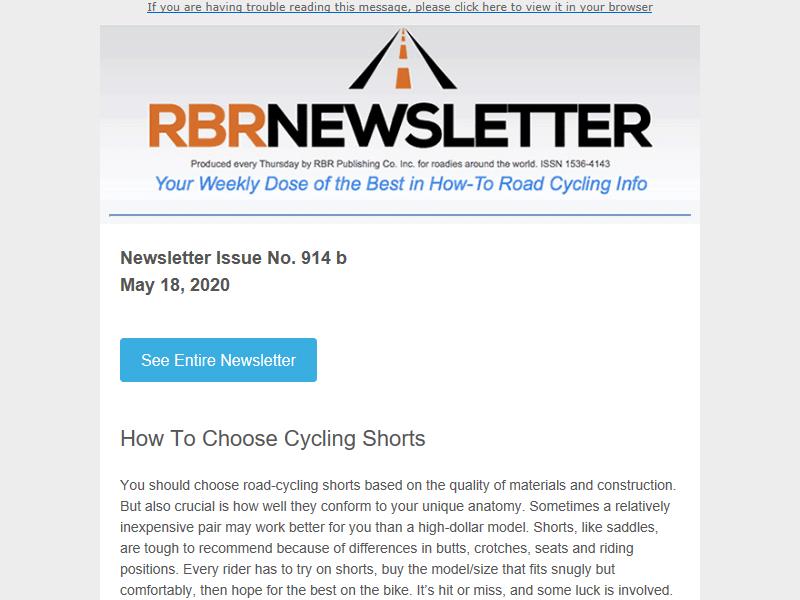 If you are having trouble reading this message, please click here to view it in your browser
RBRNEWSLETTER
Produced every Thursday by RBR Publishing Co. Inc. for roadies around the world. ISSN 1536-4143
Your Weekly Dose of the Best in How-To Road Cycling Info
Newsletter Issue No. 914 b
May 18, 2020
See Entire Newsletter
How To Choose Cycling Shorts
You should choose road-cycling shorts based on the quality of materials and construction.
But also crucial is how well they conform to your unique anatomy. Sometimes a relatively
inexpensive pair may work better for you than a high-dollar model. Shorts, like saddles,
are tough to recommend because of differences in butts, crotches, seats and riding
positions. Every rider has to try on shorts, buy the model/size that fits snugly but
comfortably, then hope for the best on the bike. It’s hit or miss, and some luck is involved.